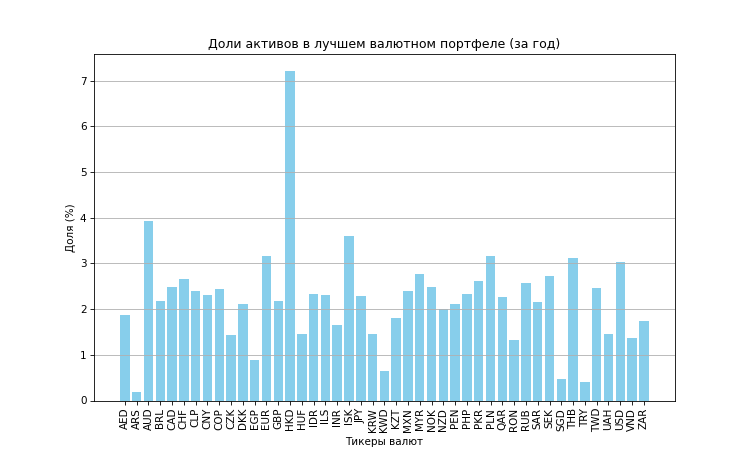 Доли активов в лучшем валютном портфеле (за год)
Доля (%)
7
6
5
4
3
2
1
0
AED ARS AUD BRL CAD CHF CLP CNY COP CZK DKK EGP EUR GBP HKD HUF IDR ILS INR ISK JPY KRW KWD KZT MXN MYR NOK NZD PEN PHP PKR PLN QAR RON RUB SAR SEK SGD THB TRY TWD UAH USD VND ZAR
Тикеры валют